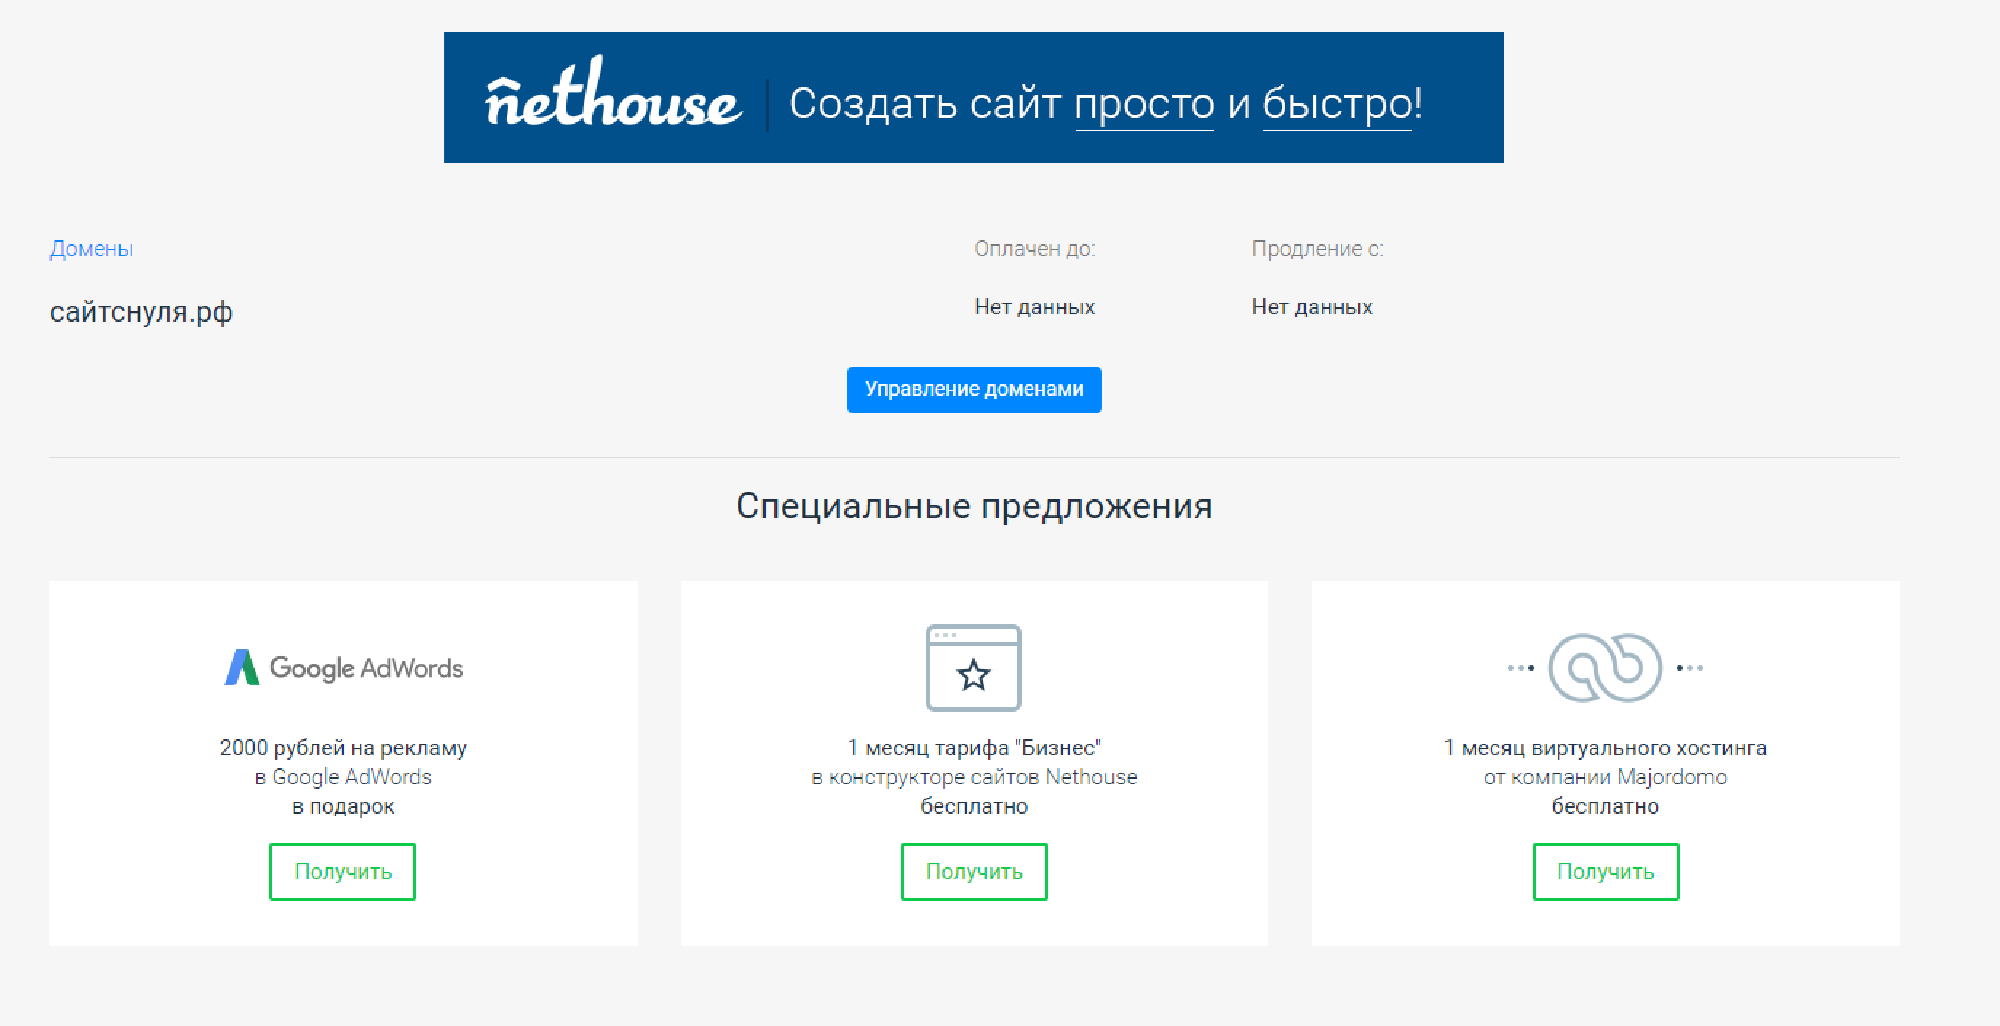 nethouse Создать сайт просто и быстро!
Домены Оплачен до: Продление с:
сайтснуля.рф Нет данных Нет данных
Управление доменами
Специальные предложения
Google AdWords
2000 рублей на рекламу
в Google AdWords
в подарок
Получить
1 месяц тарифа "Бизнес"
в конструкторе сайтов Nethouse
бесплатно
Получить
1 месяц виртуального хостинга
от компании Majordomo
бесплатно
Получить